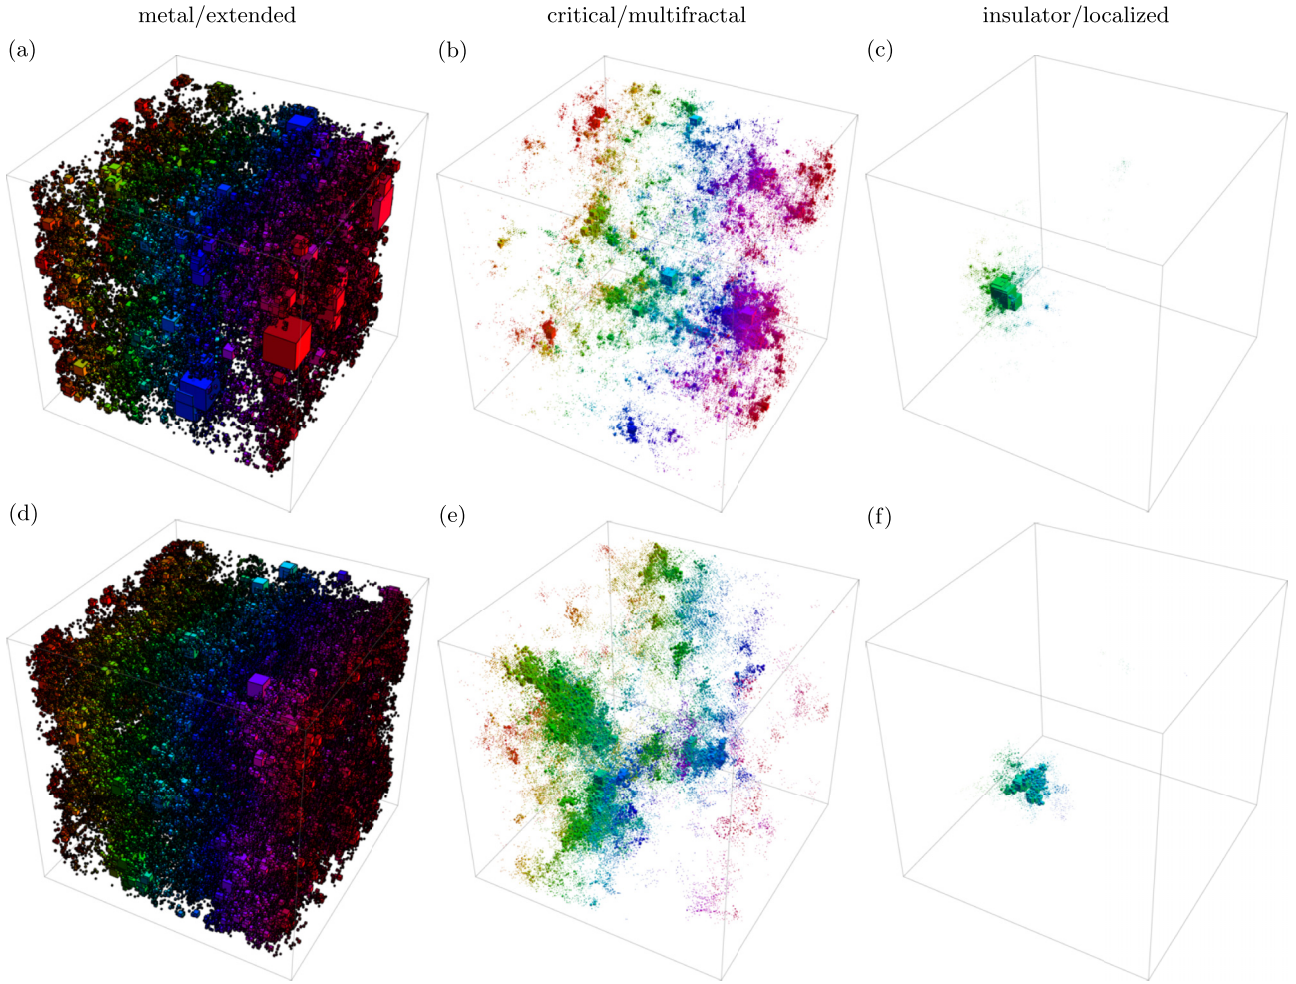 metal/extended
critical/multifractal
insulator/localized
(a)
(b)
(c)
(d)
(e)
(f)